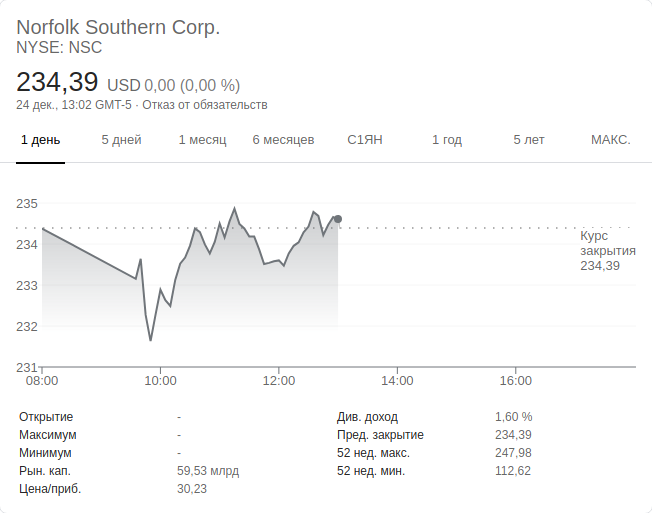 Norfolk Southern Corp.
NYSE: NSC
234,39 USD 0,00 (0,00 %)
24 дек., 13:02 GMT-5 · Отказ от обязательств
1 день 5 дней 1 месяц 6 месяцев С1ЯН 1 год 5 лет МАКС.
235
234
233
232
231
Курс
закрытия
234,39
08:00 10:00 12:00 14:00 16:00
Открытие - Див. доход 1,60 %
Максимум - Пред. закрытие 234,39
Минимум - 52 нед. макс. 247,98
Рын. кап. 59,53 млрд 52 нед. мин. 112,62
Цена/приб. 30,23